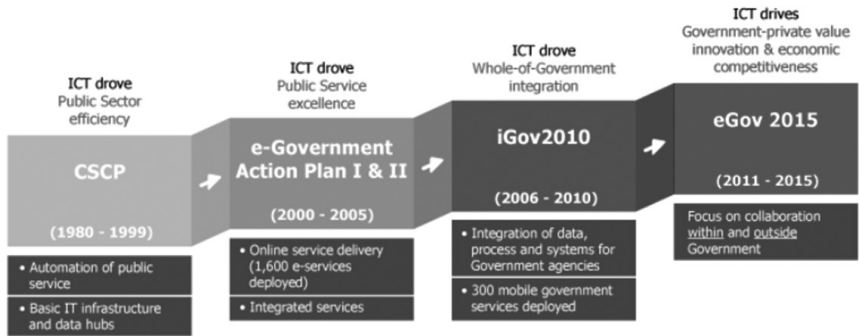 ICT drove
Public Sector
efficiency
CSCP
(1980 - 1999)
• Automation of public
service
• Basic IT infrastructure
and data hubs
ICT drove
Public Service
excellence
e-Government
Action Plan I & II
(2000 - 2005)
• Online service delivery
(1,600 e-services
deployed)
• Integrated services
ICT drove
Whole-of-Government
integration
iGov2010
(2006 - 2010)
• Integration of data,
process and systems for
Government agencies
• 300 mobile government
services deployed
ICT drives
Government-private value
innovation & economic
competitiveness
eGov 2015
(2011 - 2015)
Focus on collaboration
within and outside
Government